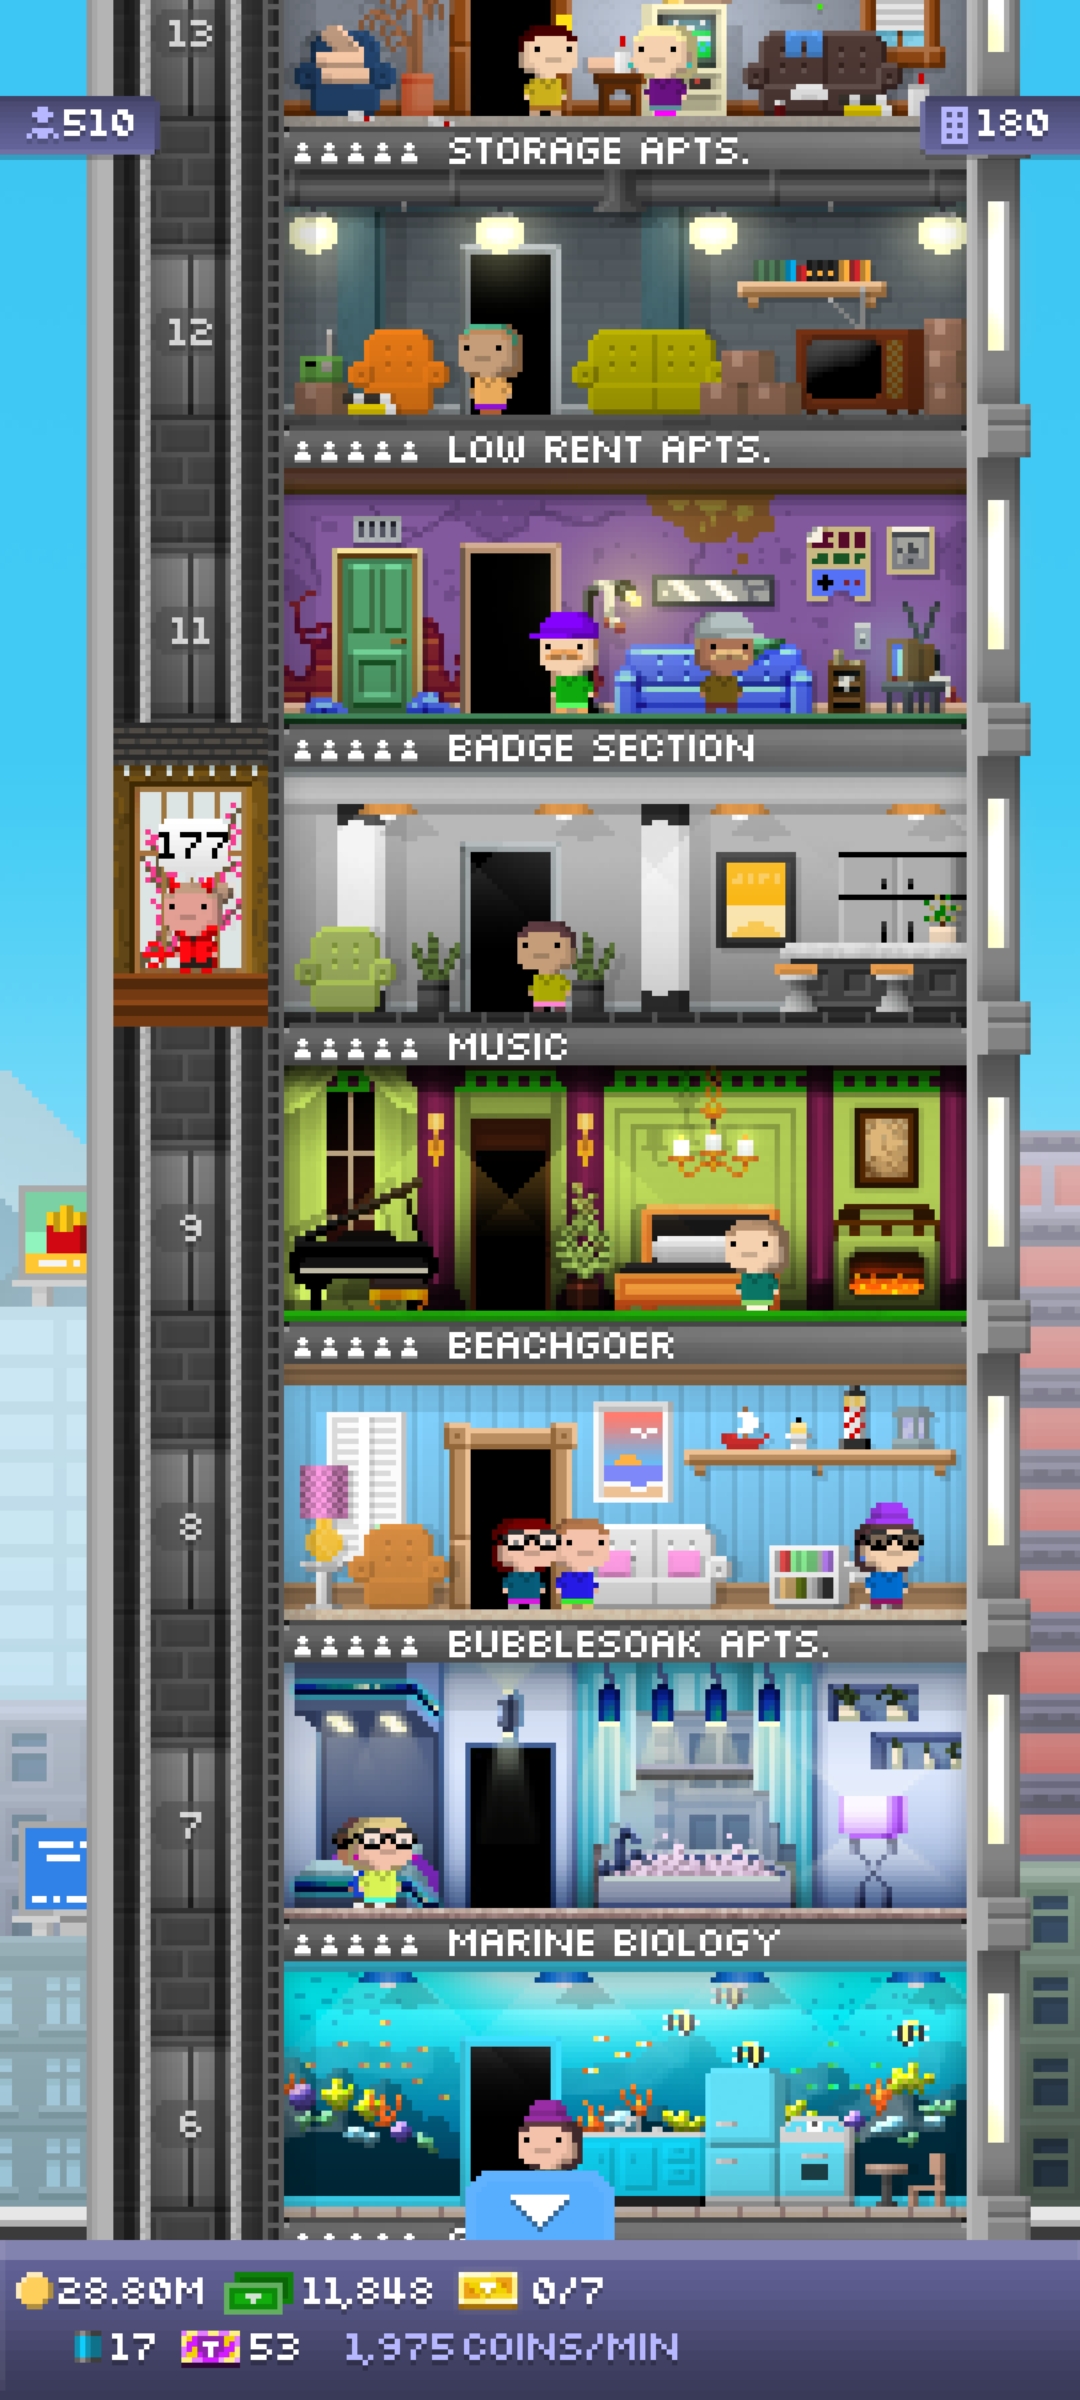 13
510
180
STORAGE APTS.
12
LOW RENT APTS.
11
BADGE SECTION
177
MUSIC
9
BEACHGOER
8
BUBBLESOAK APTS.
7
MARINE BIOLOGY
6
28.80M 11,848 0/7
17 53 1,975 COINS/MIN